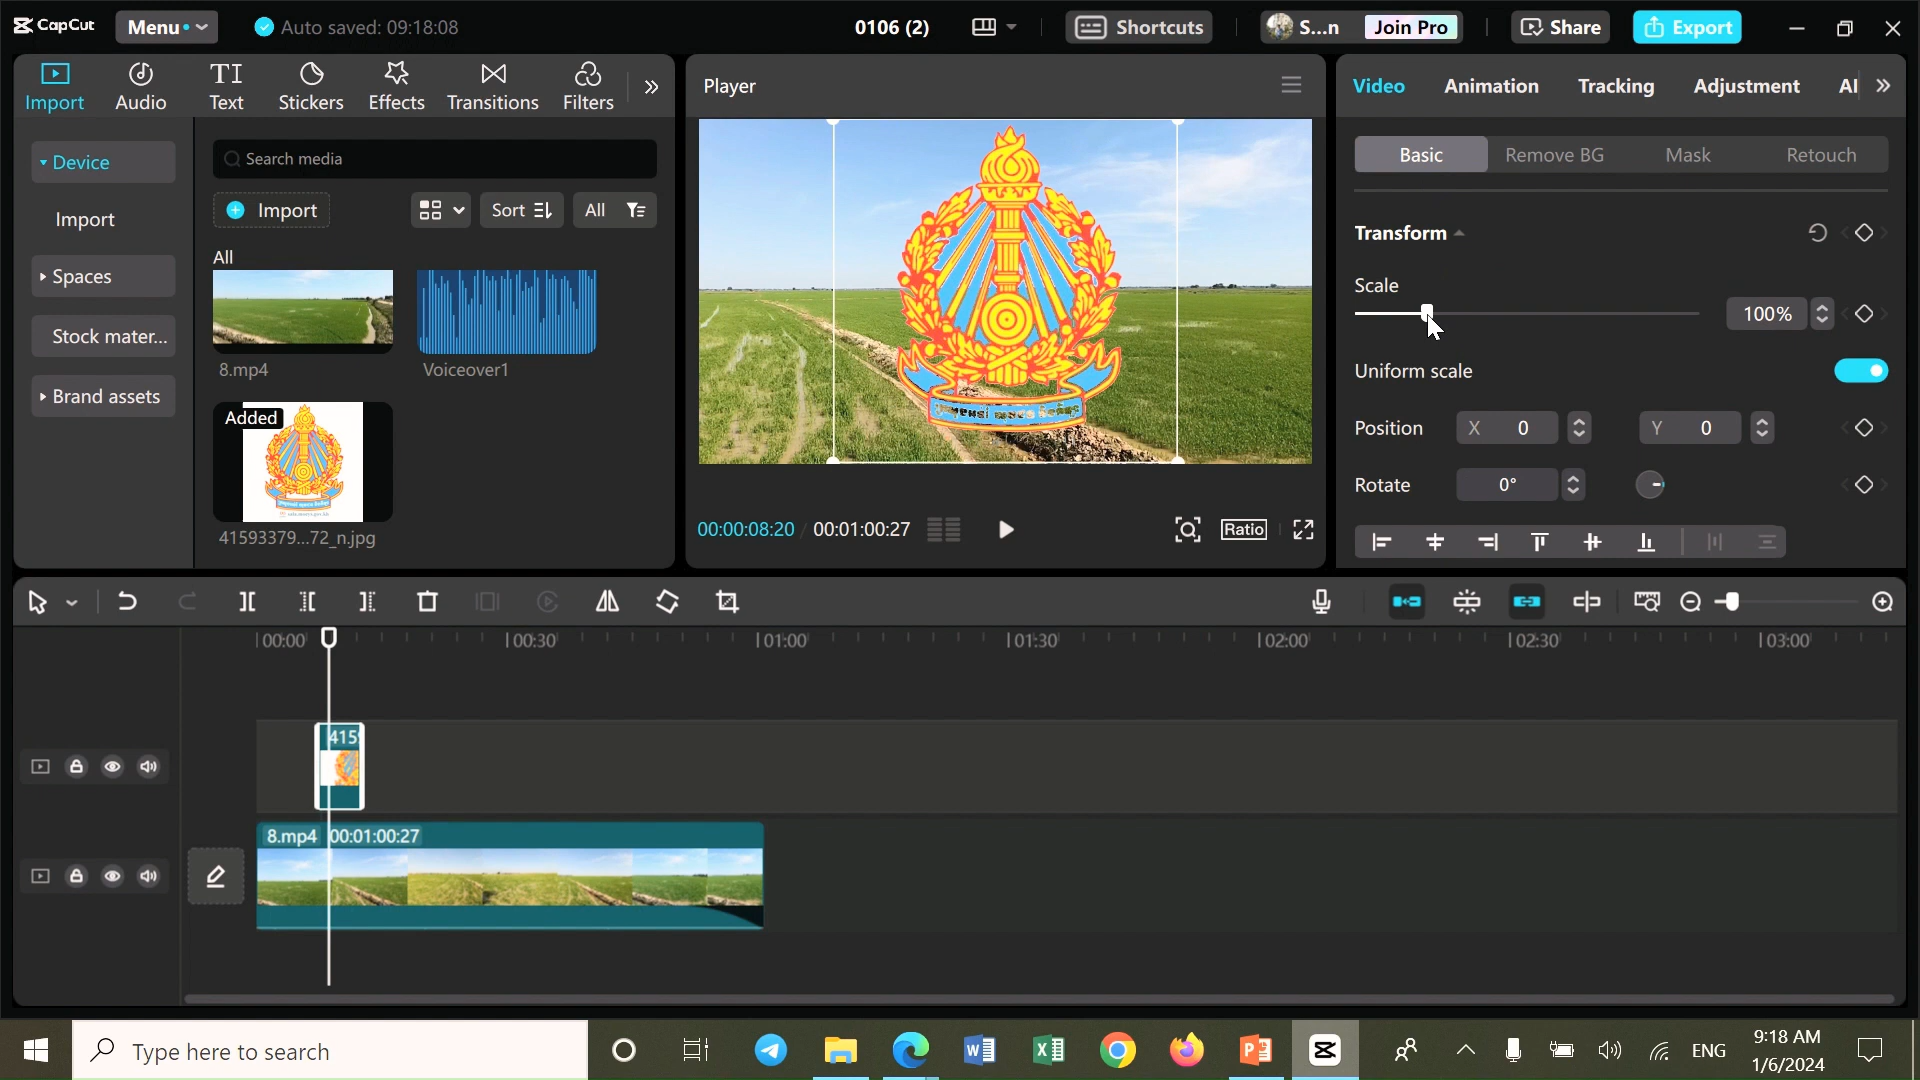 CapCut
Menu
Auto saved: 09:18:08
0106 (2)
Shortcuts
S...n
Join Pro
Share
Export
Import
Audio
Text
Stickers
Effects
Transitions
Filters
Device
Import
Spaces
Stock mater...
Brand assets
Search media
Import
Sort
All
All
8.mp4
Voiceover1
Added
41593379...72_n.jpg
Player
00:00:08:20 / 00:01:00:27
Ratio
Video
Animation
Tracking
Adjustment
AI
Basic
Remove BG
Mask
Retouch
Transform
Scale
100%
Uniform scale
Position
X 0
Y 0
Rotate
0°
00:00
00:30
01:00
01:30
02:00
02:30
03:00
415
8.mp4 00:01:00:27
Type here to search
ENG
9:18 AM
1/6/2024